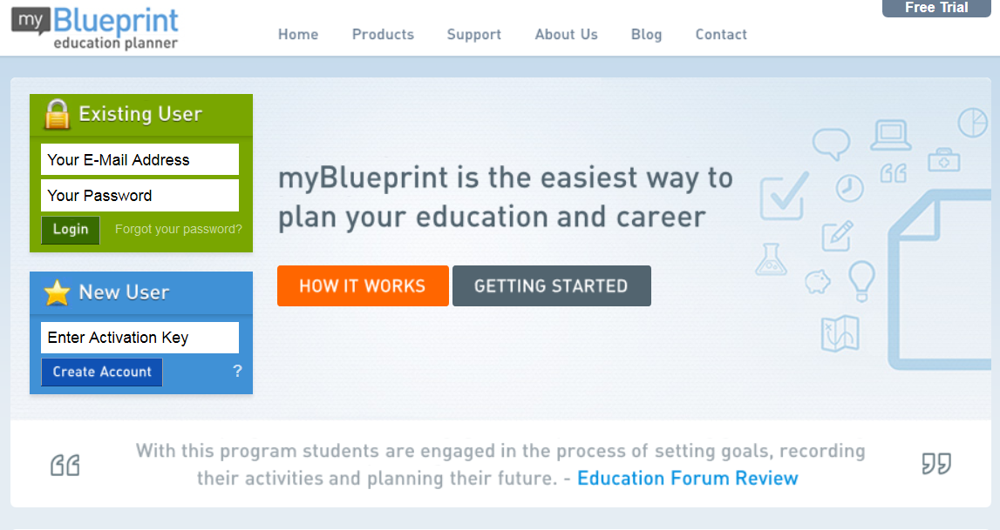 my Blueprint
education planner
Home Products Support About Us Blog Contact
Free Trial
Existing User
Your E-Mail Address
Your Password
Login Forgot your password?
New User
Enter Activation Key
Create Account ?
myBlueprint is the easiest way to
plan your education and career
HOW IT WORKS GETTING STARTED
With this program students are engaged in the process of setting goals, recording
their activities and planning their future. - Education Forum Review